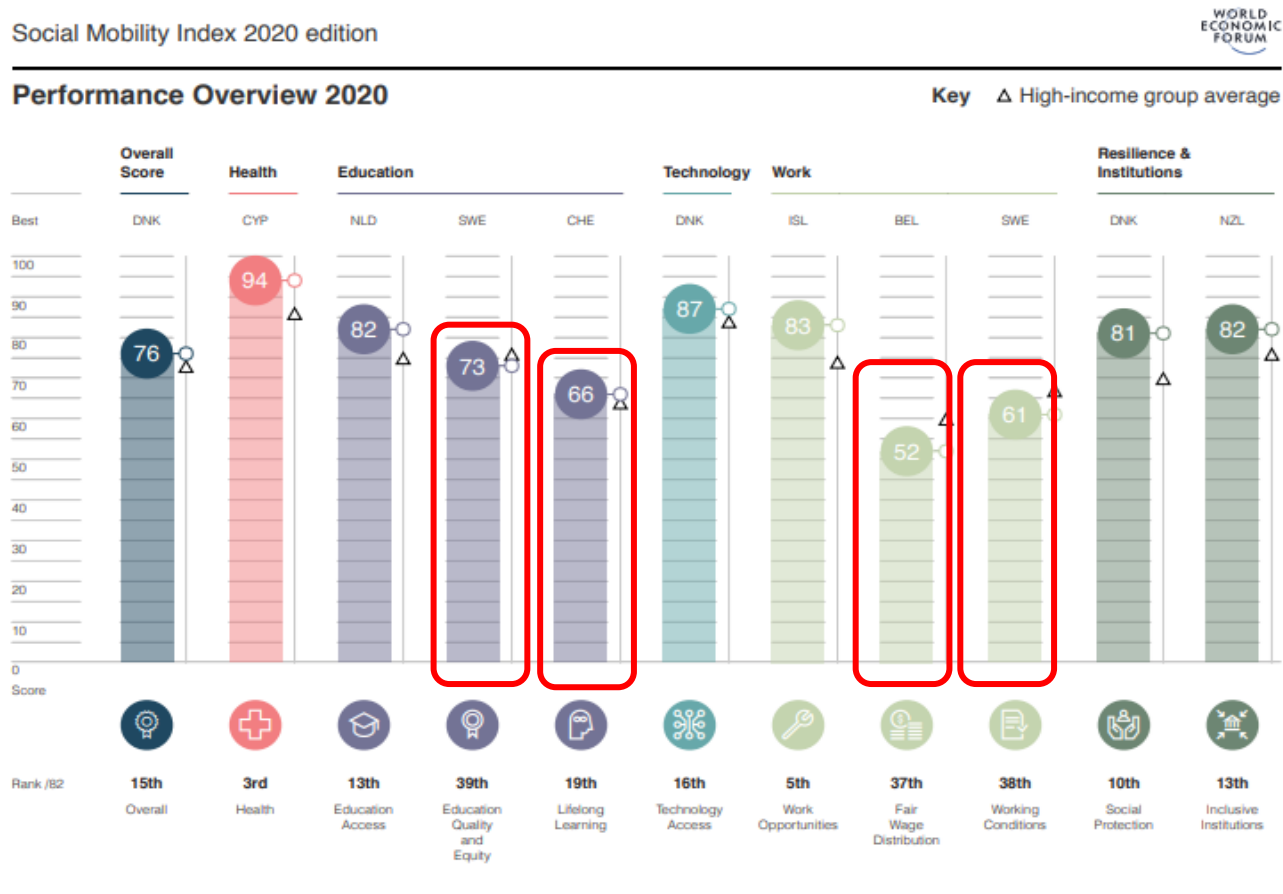 Social Mobility Index 2020 edition
WORLD
ECONOMIC
FORUM
Performance Overview 2020
Key △ High-income group average
Overall
Score
Health
Education
Technology
Work
Resilience &
Institutions
Best DNK CYP NLD SWE CHE DNK ISL BEL SWE DNK NZL
100
90
80
70
60
50
40
30
20
10
0
Score
76 94 82 73 66 87 83 52 61 81 82
Rank /82 15th 3rd 13th 39th 19th 16th 5th 37th 38th 10th 13th
Overall
Health
Education
Access
Education
Quality
and
Equity
Lifelong
Learning
Technology
Access
Work
Opportunities
Fair
Wage
Distribution
Working
Conditions
Social
Protection
Inclusive
Institutions